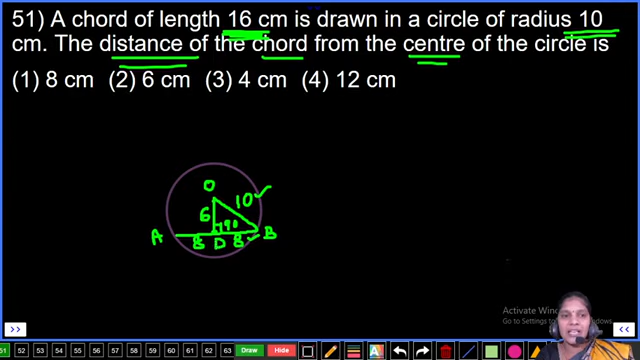 51) A chord of length 16 cm is drawn in a circle of radius 10
cm. The distance of the chord from the centre of the circle is
(1) 8 cm (2) 6 cm (3) 4 cm (4) 12 cm
O
10
6
90
A 8 D 8 B
Activate Windows
Go to Settings to activate Windows.
>> 51 52 53 54 55 56 57 58 59 60 61 62 63 Draw Hide A >>